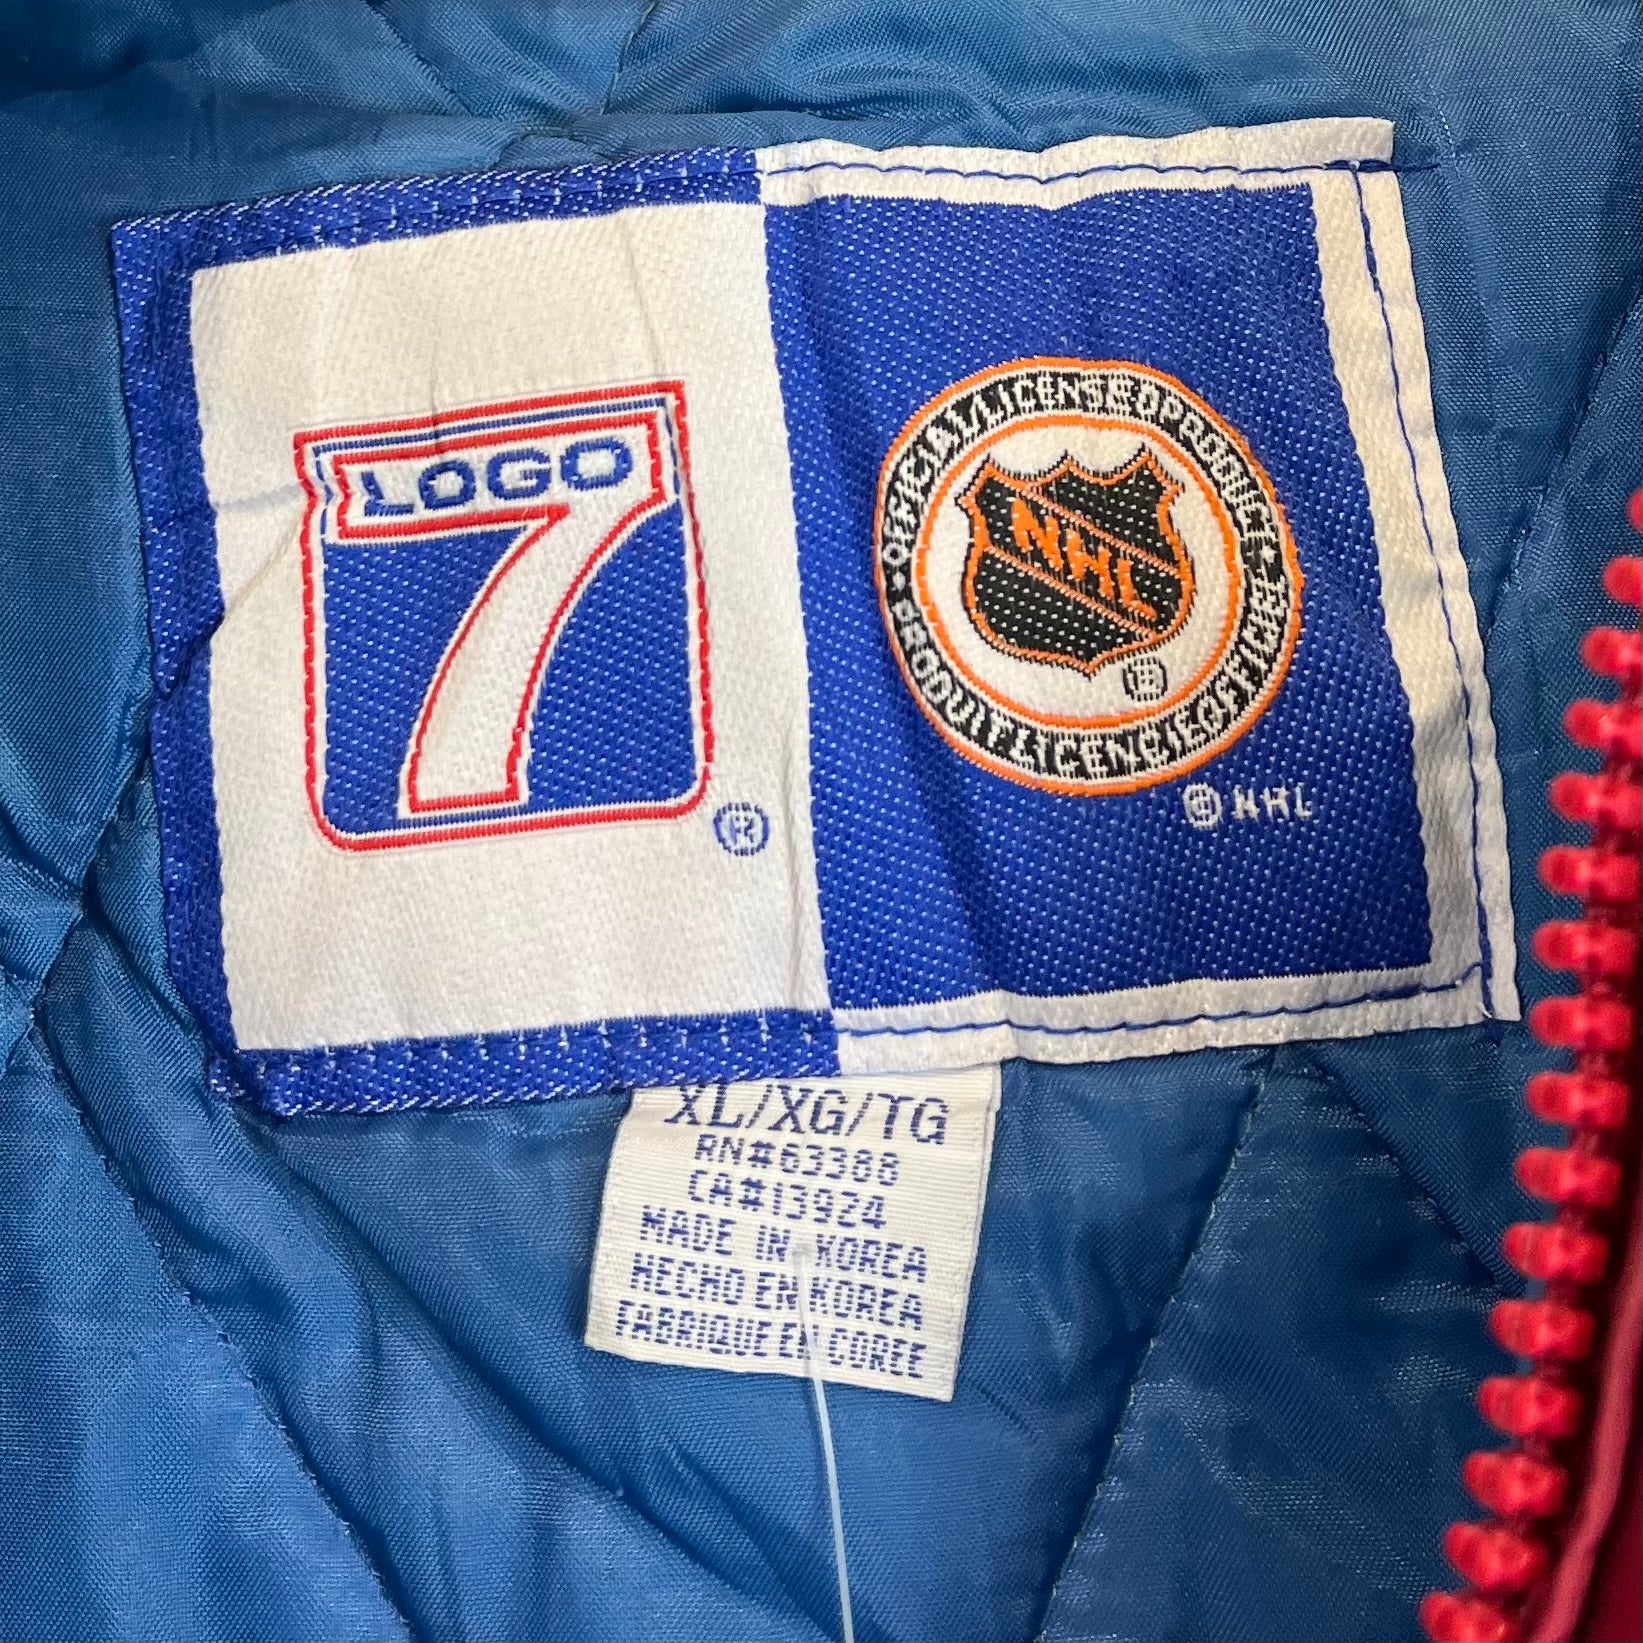 LOGO
7
®
• OFFICIAL LICENSED PRODUCT •
NHL
PRODUIT LICENSE OFFICIEL
® NHL
XL/XG/TG
RN#63388
CA#13924
MADE IN KOREA
HECHO EN KOREA
FABRIQUE EN COREE